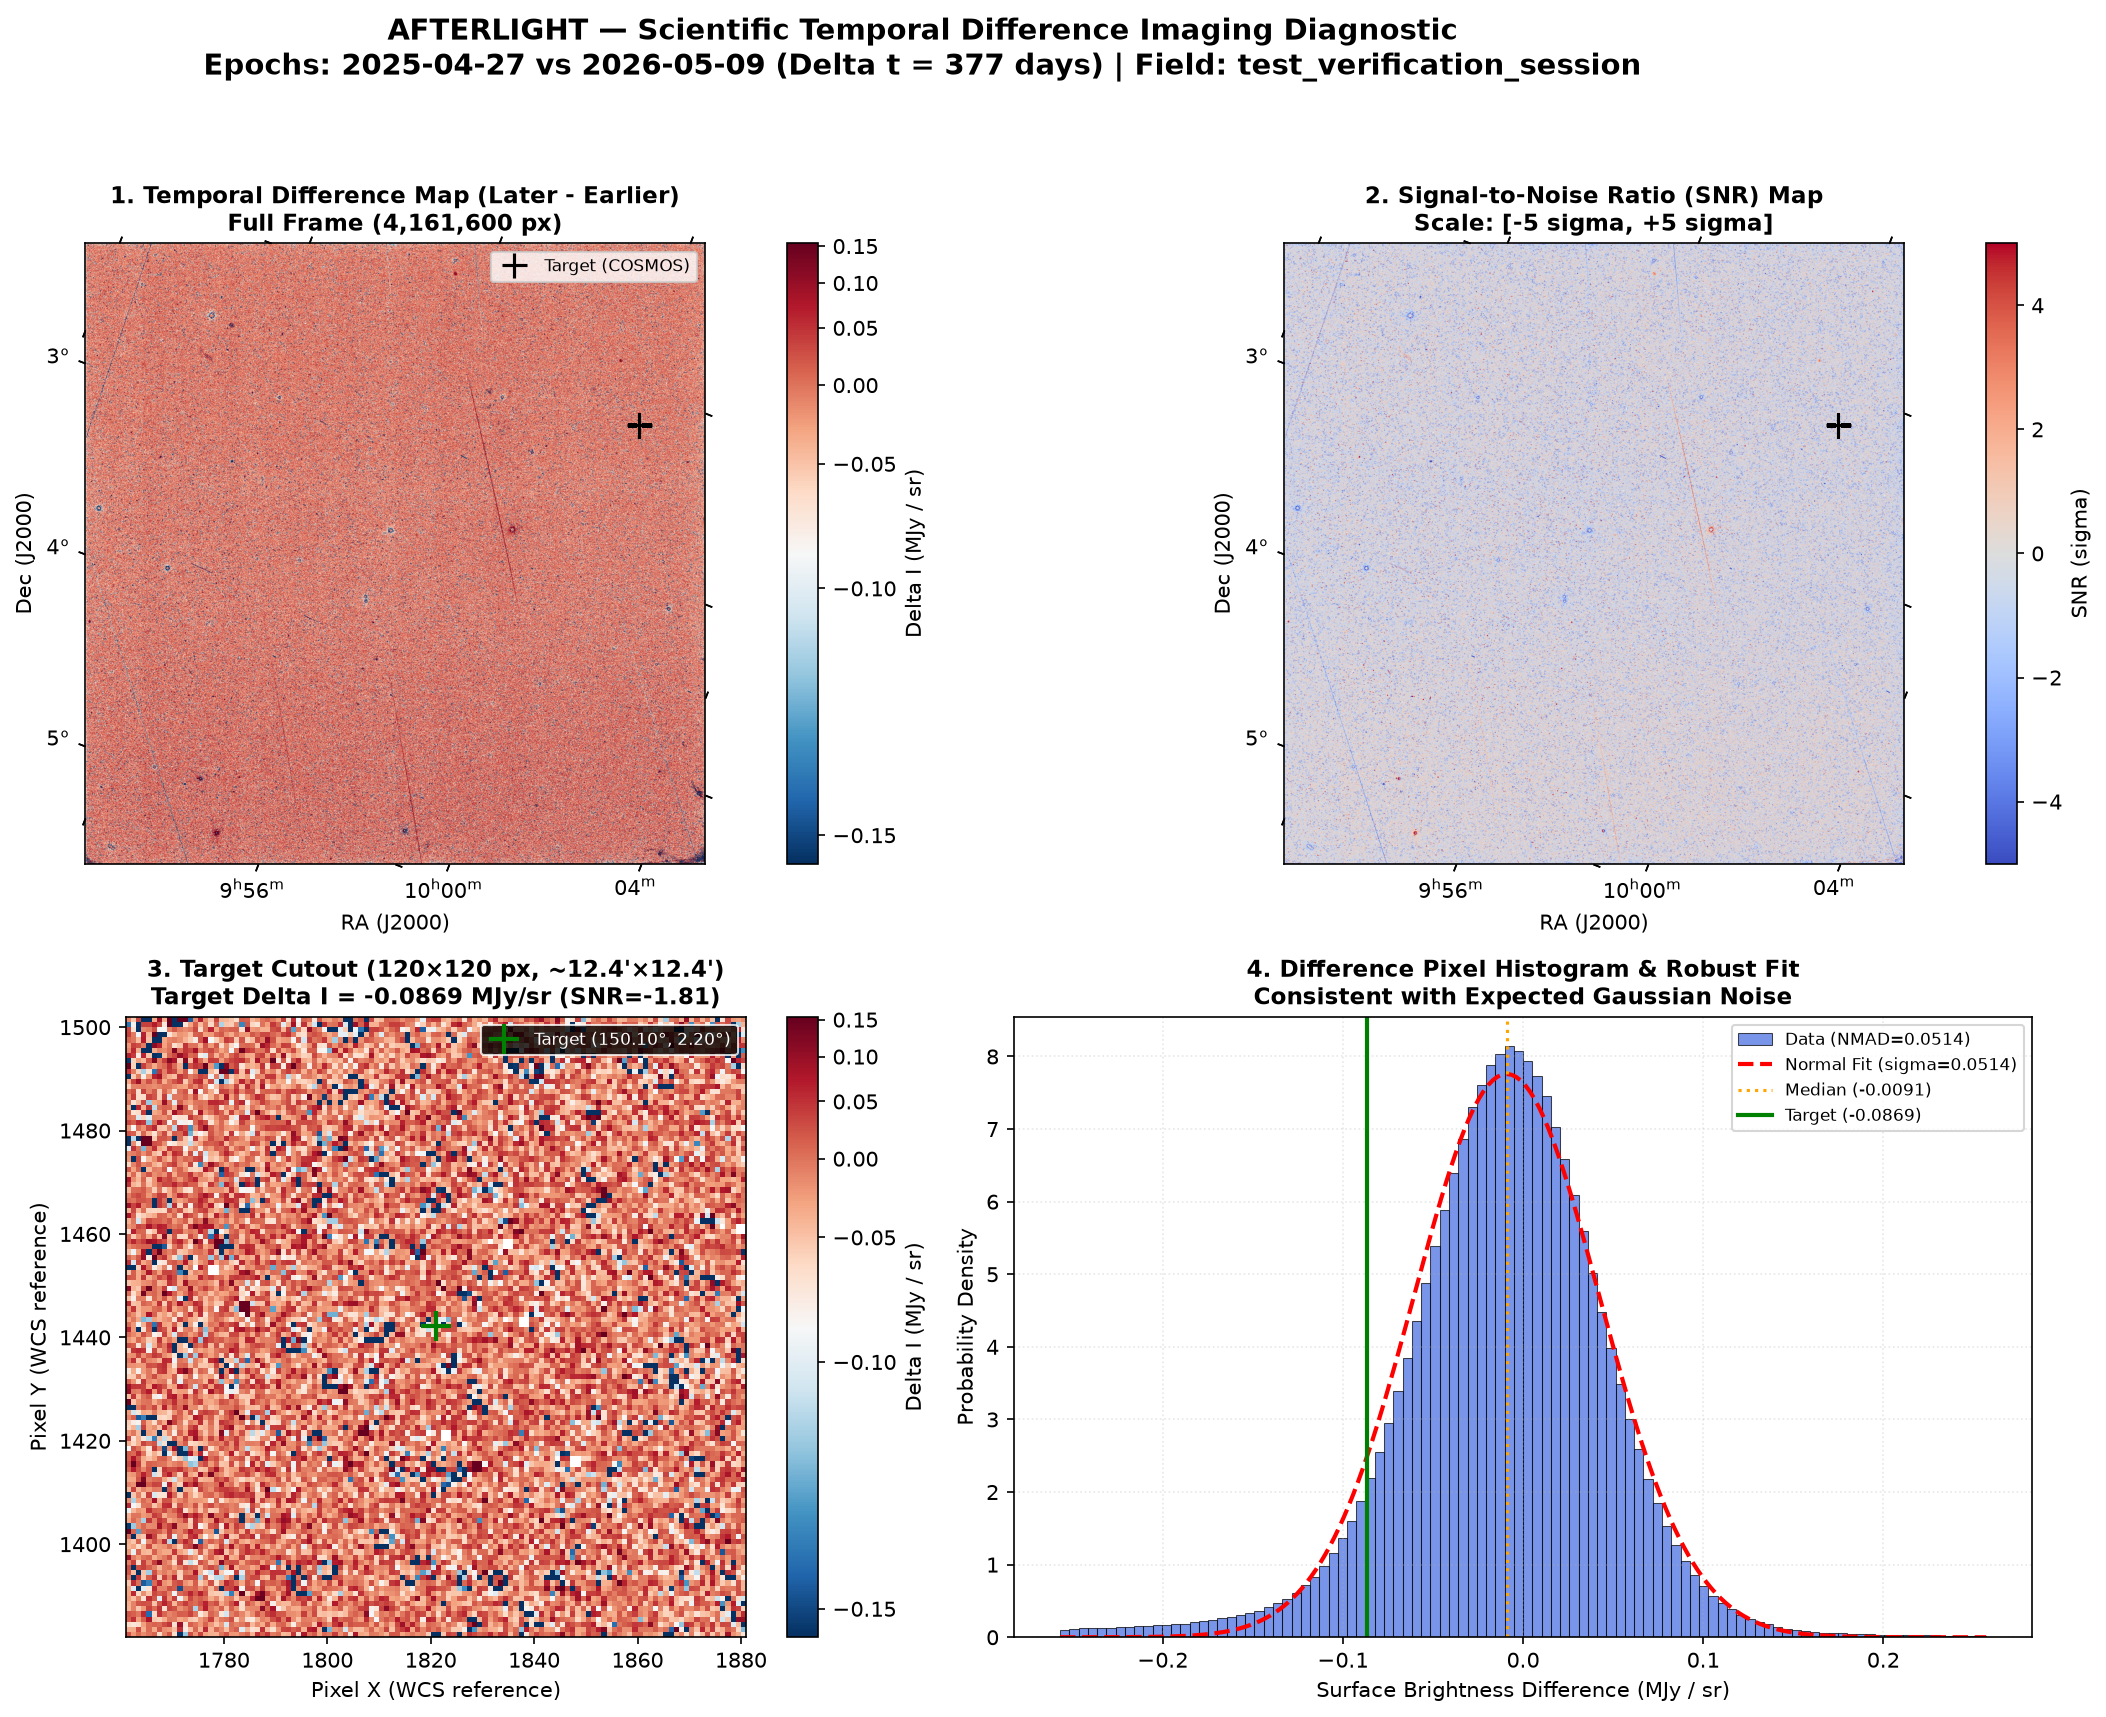 AFTERLIGHT — Scientific Temporal Difference Imaging Diagnostic
Epochs: 2025-04-27 vs 2026-05-09 (Delta t = 377 days) | Field: test_verification_session
1. Temporal Difference Map (Later - Earlier)
Full Frame (4,161,600 px)
Target (COSMOS)
3°
4°
5°
Dec (J2000)
9ʰ56ᵐ
10ʰ00ᵐ
04ᵐ
RA (J2000)
0.15
0.10
0.05
0.00
−0.05
−0.10
−0.15
Delta I (MJy / sr)
2. Signal-to-Noise Ratio (SNR) Map
Scale: [-5 sigma, +5 sigma]
3°
4°
5°
Dec (J2000)
9ʰ56ᵐ
10ʰ00ᵐ
04ᵐ
RA (J2000)
4
2
0
−2
−4
SNR (sigma)
3. Target Cutout (120×120 px, ~12.4'×12.4')
Target Delta I = -0.0869 MJy/sr (SNR=-1.81)
Target (150.10°, 2.20°)
1500
1480
1460
1440
1420
1400
Pixel Y (WCS reference)
1780
1800
1820
1840
1860
1880
Pixel X (WCS reference)
0.15
0.10
0.05
0.00
−0.05
−0.10
−0.15
Delta I (MJy / sr)
4. Difference Pixel Histogram & Robust Fit
Consistent with Expected Gaussian Noise
Data (NMAD=0.0514)
Normal Fit (sigma=0.0514)
Median (-0.0091)
Target (-0.0869)
8
7
6
5
4
3
2
1
0
Probability Density
−0.2
−0.1
0.0
0.1
0.2
Surface Brightness Difference (MJy / sr)